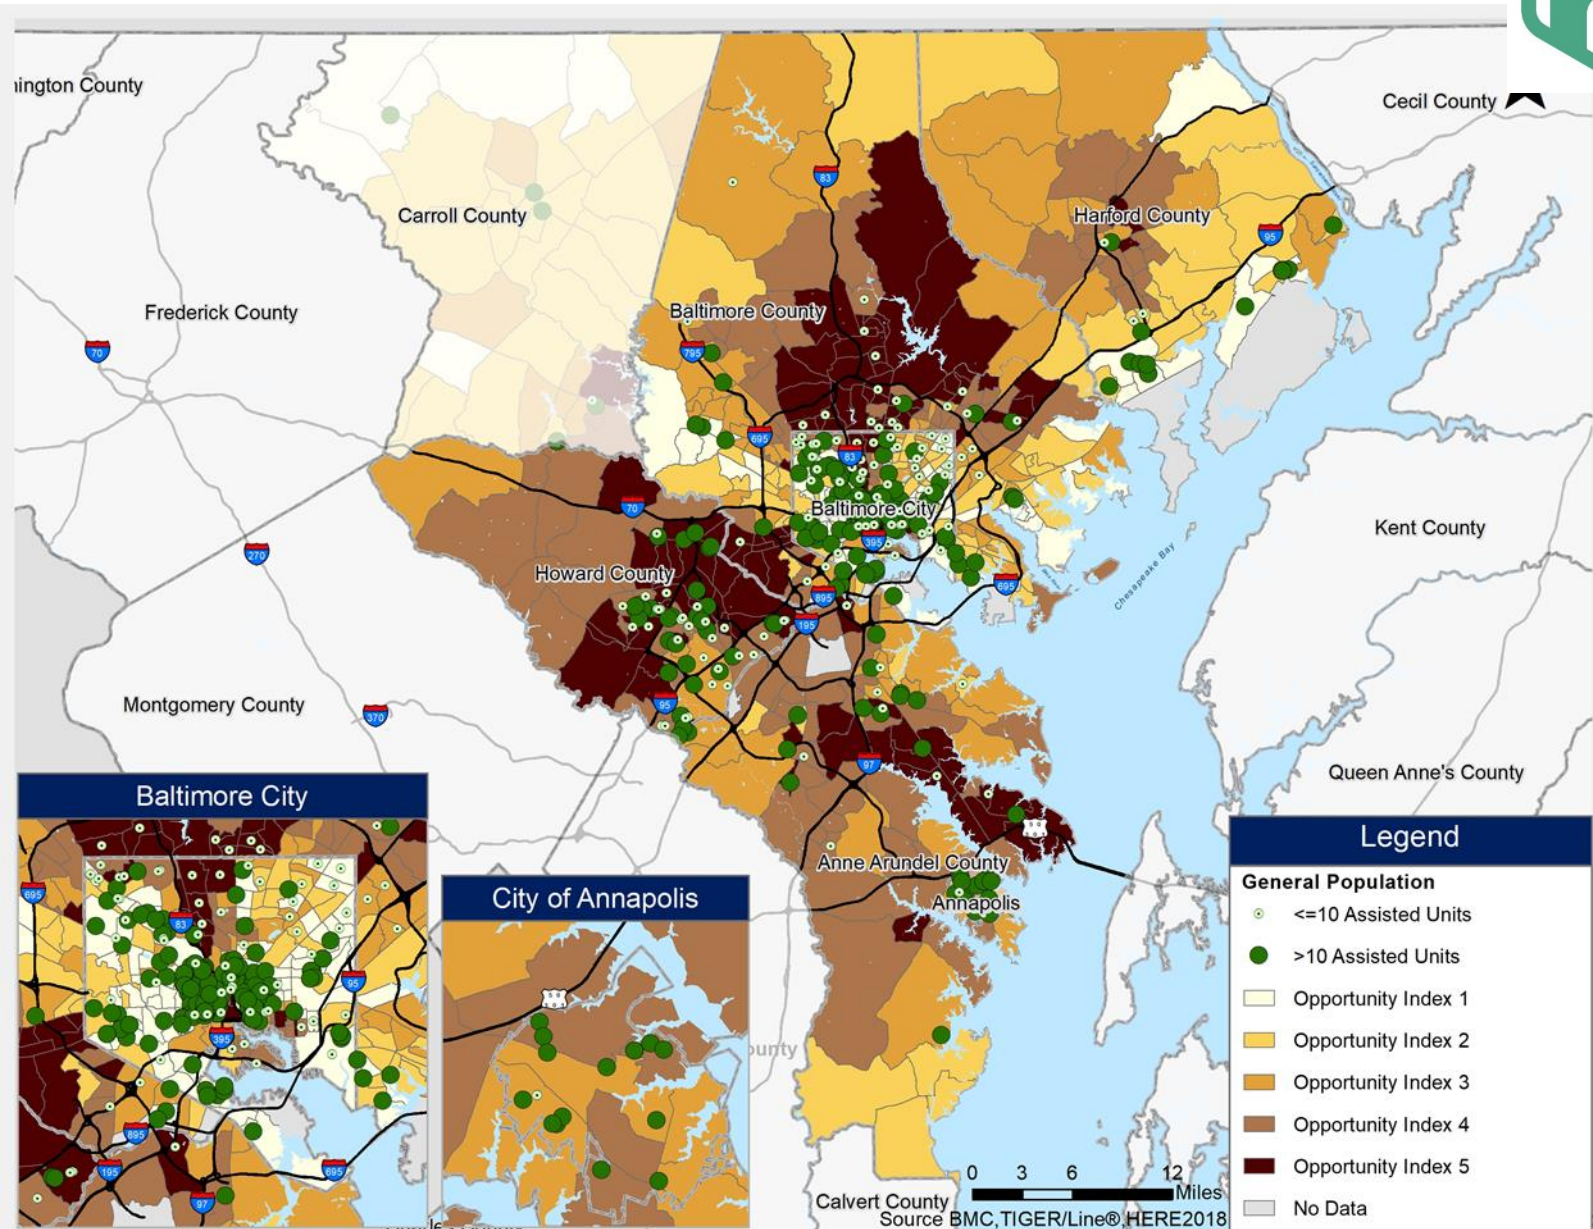 ington County
Cecil County
83
Carroll County
Harford County
95
Frederick County
Baltimore County
70
795
695
83
70
Baltimore City
Kent County
270
395
Howard County
Chesapeake Bay
695
895
195
Montgomery County
95
370
97
Queen Anne's County
Anne Arundel County
Annapolis
ounty
Calvert County
0 3 6 12
Miles
Source BMC,TIGER/Line®,HERE2018
Baltimore City
695
83
95
395
895
195
695
97
City of Annapolis
Legend
General Population
<=10 Assisted Units
>10 Assisted Units
Opportunity Index 1
Opportunity Index 2
Opportunity Index 3
Opportunity Index 4
Opportunity Index 5
No Data